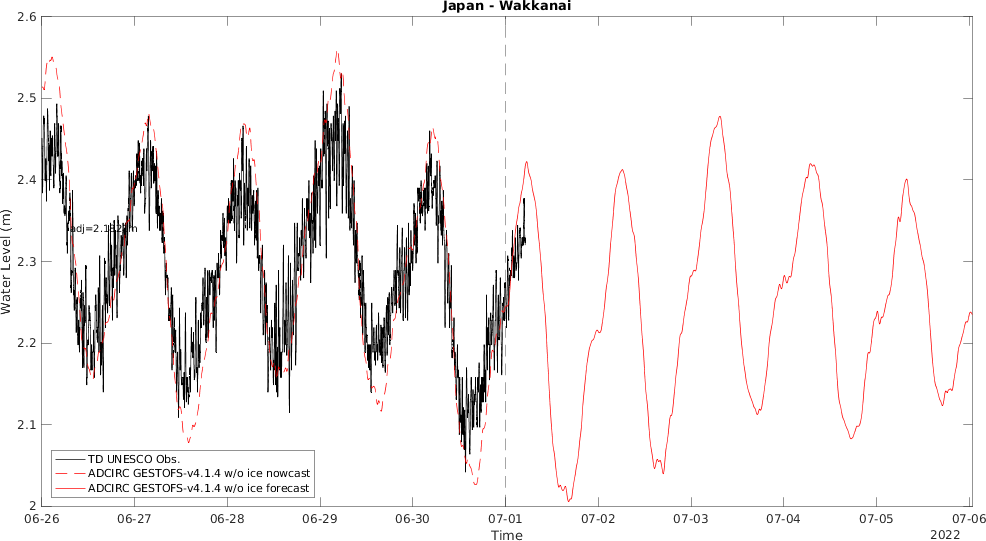 Japan - Wakkanai
2.6
2.5
2.4
2.3
2.2
2.1
2
Water Level (m)
TD UNESCO Obs.
ADCIRC GESTOFS-v4.1.4 w/o ice nowcast
ADCIRC GESTOFS-v4.1.4 w/o ice forecast
06-26 06-27 06-28 06-29 06-30 07-01 07-02 07-03 07-04 07-05 07-06
Time
2022